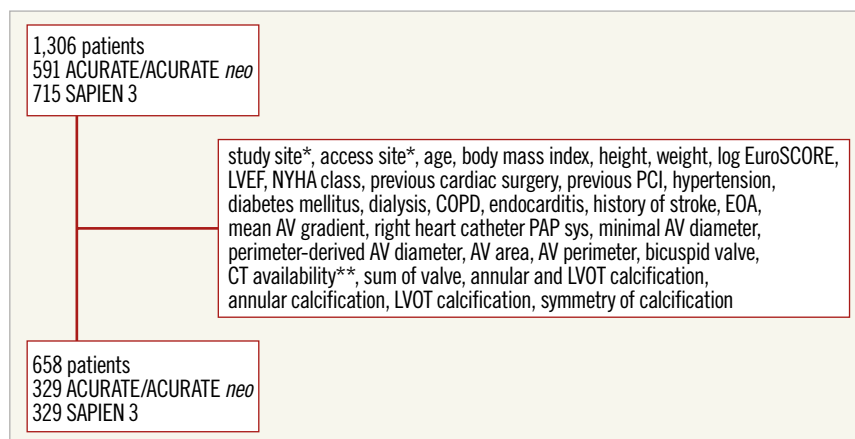 1,306 patients
591 ACURATE/ACURATE neo
715 SAPIEN 3
study site*, access site*, age, body mass index, height, weight, log EuroSCORE,
LVEF, NYHA class, previous cardiac surgery, previous PCI, hypertension,
diabetes mellitus, dialysis, COPD, endocarditis, history of stroke, EOA,
mean AV gradient, right heart catheter PAP sys, minimal AV diameter,
perimeter-derived AV diameter, AV area, AV perimeter, bicuspid valve,
CT availability**, sum of valve, annular and LVOT calcification,
annular calcification, LVOT calcification, symmetry of calcification
658 patients
329 ACURATE/ACURATE neo
329 SAPIEN 3